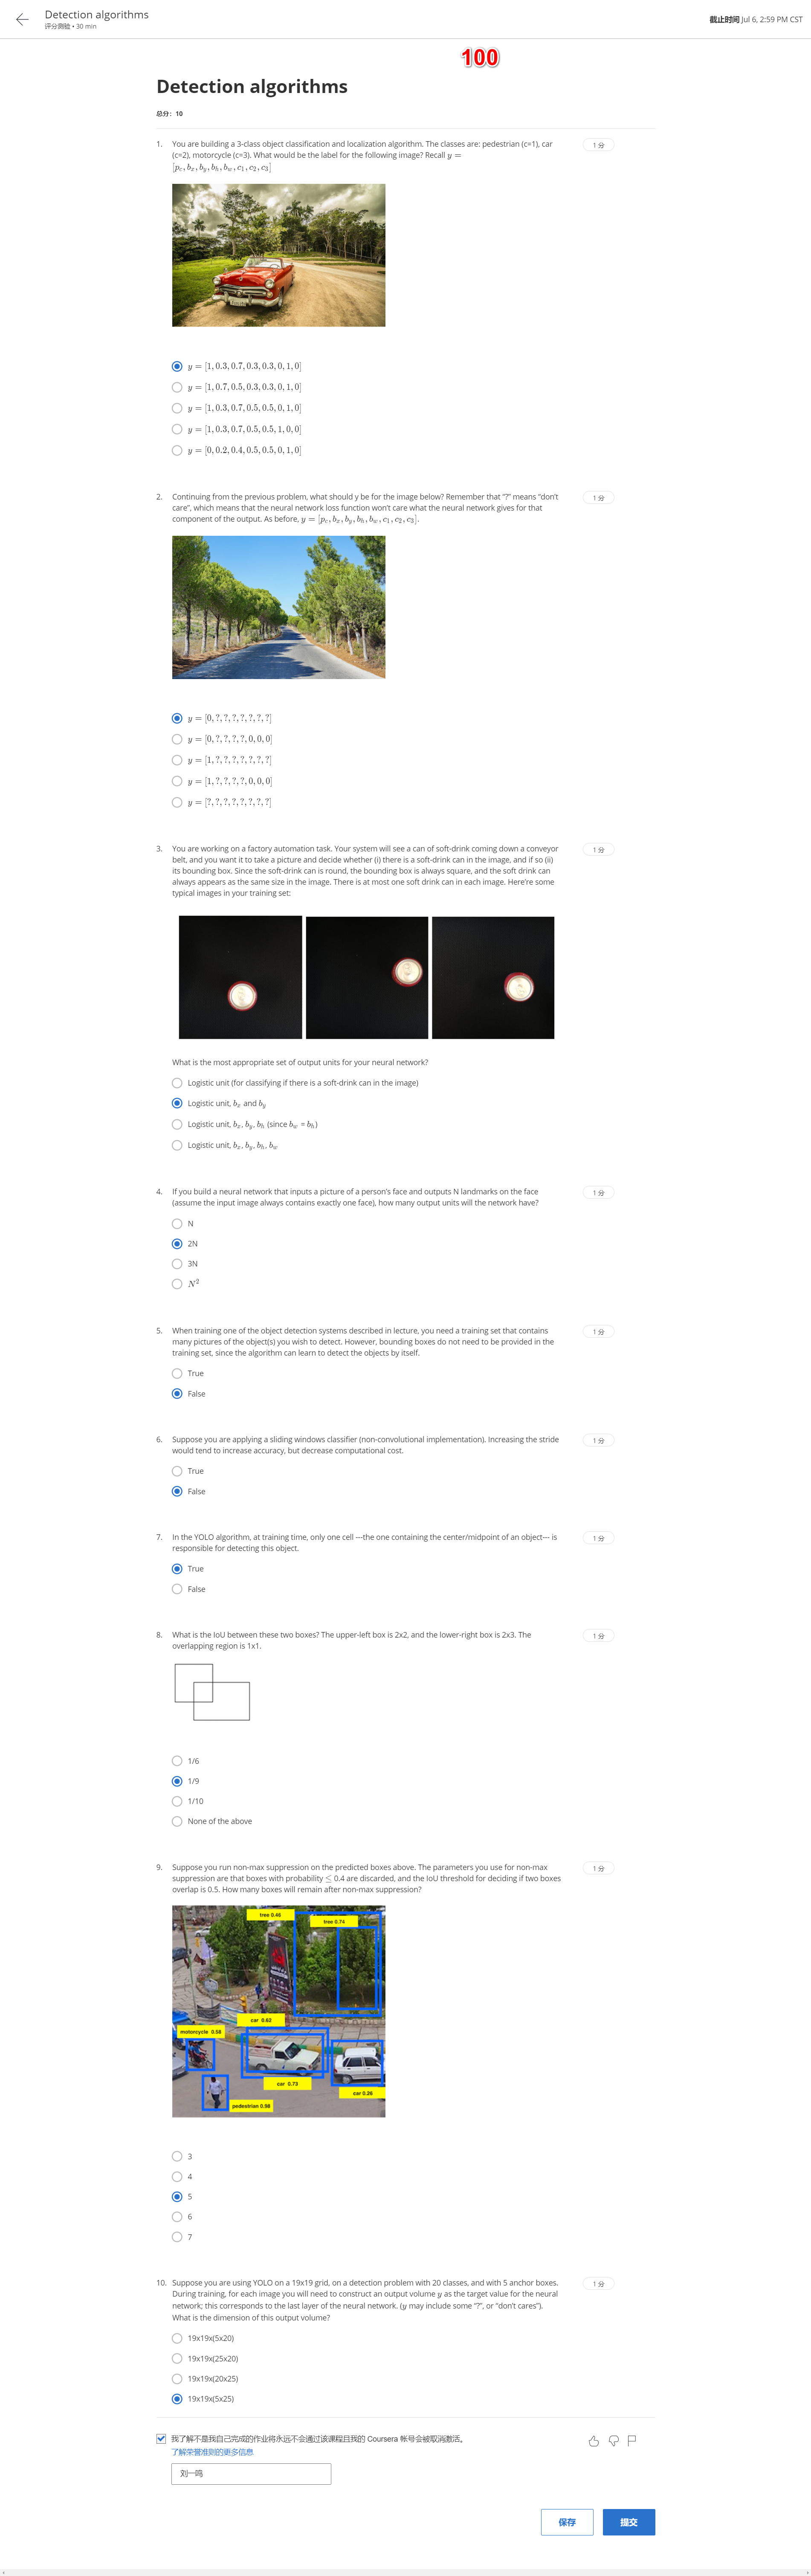 Detection algorithms
评分测验 • 30 min
截止时间 Jul 6, 2:59 PM CST
100
Detection algorithms
总分：10
1. You are building a 3-class object classification and localization algorithm. The classes are: pedestrian (c=1), car
(c=2), motorcycle (c=3). What would be the label for the following image? Recall y =
[p_c, b_x, b_y, b_h, b_w, c_1, c_2, c_3]
1 分
y = [1, 0.3, 0.7, 0.3, 0.3, 0, 1, 0]
y = [1, 0.7, 0.5, 0.3, 0.3, 0, 1, 0]
y = [1, 0.3, 0.7, 0.5, 0.5, 0, 1, 0]
y = [1, 0.3, 0.7, 0.5, 0.5, 1, 0, 0]
y = [0, 0.2, 0.4, 0.5, 0.5, 0, 1, 0]
2. Continuing from the previous problem, what should y be for the image below? Remember that "?" means "don't
care", which means that the neural network loss function won't care what the neural network gives for that
component of the output. As before, y = [p_c, b_x, b_y, b_h, b_w, c_1, c_2, c_3].
1 分
y = [0, ?, ?, ?, ?, ?, ?, ?]
y = [0, ?, ?, ?, ?, 0, 0, 0]
y = [1, ?, ?, ?, ?, ?, ?, ?]
y = [1, ?, ?, ?, ?, 0, 0, 0]
y = [?, ?, ?, ?, ?, ?, ?, ?]
3. You are working on a factory automation task. Your system will see a can of soft-drink coming down a conveyor
belt, and you want it to take a picture and decide whether (i) there is a soft-drink can in the image, and if so (ii)
its bounding box. Since the soft-drink can is round, the bounding box is always square, and the soft drink can
always appears as the same size in the image. There is at most one soft drink can in each image. Here're some
typical images in your training set:
1 分
What is the most appropriate set of output units for your neural network?
Logistic unit (for classifying if there is a soft-drink can in the image)
Logistic unit, b_x and b_y
Logistic unit, b_x, b_y, b_h (since b_w = b_h)
Logistic unit, b_x, b_y, b_h, b_w
4. If you build a neural network that inputs a picture of a person's face and outputs N landmarks on the face
(assume the input image always contains exactly one face), how many output units will the network have?
1 分
N
2N
3N
N²
5. When training one of the object detection systems described in lecture, you need a training set that contains
many pictures of the object(s) you wish to detect. However, bounding boxes do not need to be provided in the
training set, since the algorithm can learn to detect the objects by itself.
1 分
True
False
6. Suppose you are applying a sliding windows classifier (non-convolutional implementation). Increasing the stride
would tend to increase accuracy, but decrease computational cost.
1 分
True
False
7. In the YOLO algorithm, at training time, only one cell ---the one containing the center/midpoint of an object--- is
responsible for detecting this object.
1 分
True
False
8. What is the IoU between these two boxes? The upper-left box is 2x2, and the lower-right box is 2x3. The
overlapping region is 1x1.
1 分
1/6
1/9
1/10
None of the above
9. Suppose you run non-max suppression on the predicted boxes above. The parameters you use for non-max
suppression are that boxes with probability ≤ 0.4 are discarded, and the IoU threshold for deciding if two boxes
overlap is 0.5. How many boxes will remain after non-max suppression?
1 分
tree 0.46
tree 0.74
car 0.62
motorcycle 0.58
car 0.73
car 0.26
pedestrian 0.98
3
4
5
6
7
10. Suppose you are using YOLO on a 19x19 grid, on a detection problem with 20 classes, and with 5 anchor boxes.
During training, for each image you will need to construct an output volume y as the target value for the neural
network; this corresponds to the last layer of the neural network. (y may include some "?", or "don't cares").
What is the dimension of this output volume?
1 分
19x19x(5x20)
19x19x(25x20)
19x19x(20x25)
19x19x(5x25)
我了解不是我自己完成的作业将永远不会通过该课程且我的 Coursera 帐号会被取消激活。
了解荣誉准则的更多信息
刘一鸣
保存
提交